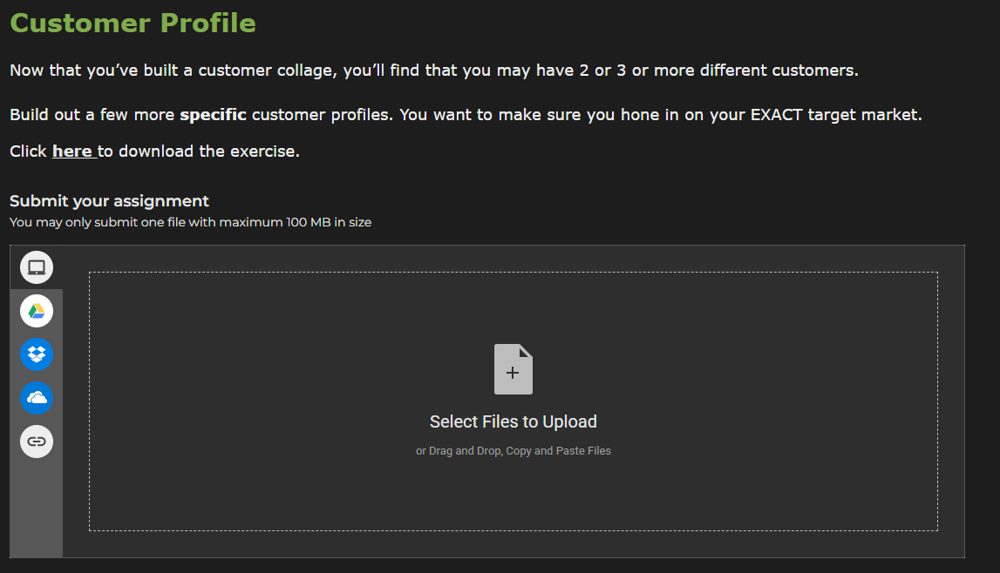 Customer Profile
Now that you’ve built a customer collage, you’ll find that you may have 2 or 3 or more different customers.
Build out a few more specific customer profiles. You want to make sure you hone in on your EXACT target market.
Click here to download the exercise.
Submit your assignment
You may only submit one file with maximum 100 MB in size
Select Files to Upload
or Drag and Drop, Copy and Paste Files